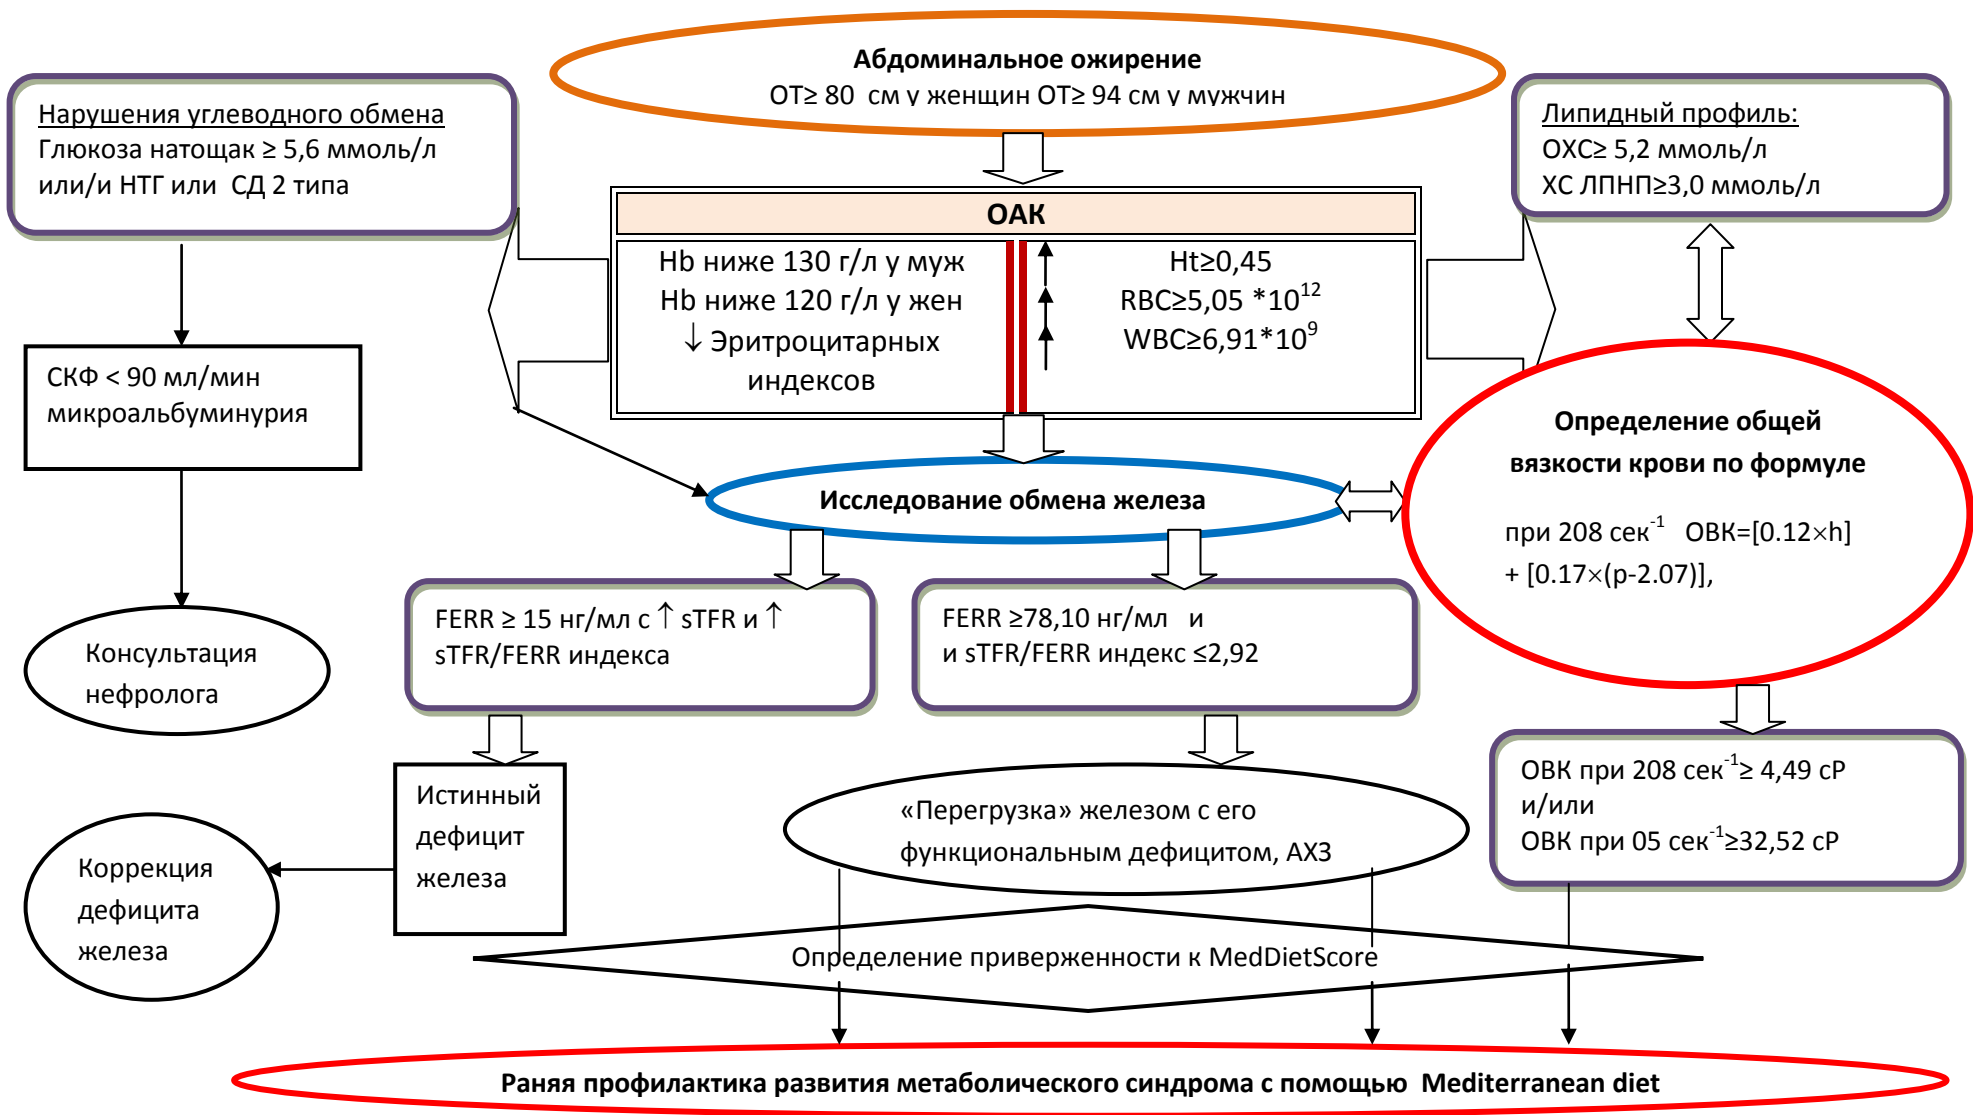 Абдоминальное ожирение
ОТ≥ 80 см у женщин ОТ≥ 94 см у мужчин
Нарушения углеводного обмена
Глюкоза натощак ≥ 5,6 ммоль/л
или/и НТГ или СД 2 типа
Липидный профиль:
ОХС≥ 5,2 ммоль/л
ХС ЛПНП≥3,0 ммоль/л
ОАК
Hb ниже 130 г/л у муж
Hb ниже 120 г/л у жен
↓ Эритроцитарных
индексов
Ht≥0,45
RBC≥5,05 *10¹²
WBC≥6,91*10⁹
СКФ < 90 мл/мин
микроальбуминурия
Определение общей
вязкости крови по формуле
при 208 сек⁻¹ ОВК=[0.12×h]
+ [0.17×(p-2.07)],
Исследование обмена железа
FERR ≥ 15 нг/мл с ↑ sTFR и ↑
sTFR/FERR индекса
FERR ≥78,10 нг/мл и
и sTFR/FERR индекс ≤2,92
Консультация
нефролога
Истинный
дефицит
железа
«Перегрузка» железом с его
функциональным дефицитом, АХЗ
ОВК при 208 сек⁻¹≥ 4,49 сР
и/или
ОВК при 05 сек⁻¹≥32,52 сР
Коррекция
дефицита
железа
Определение приверженности к MedDietScore
Раняя профилактика развития метаболического синдрома с помощью Mediterranean diet